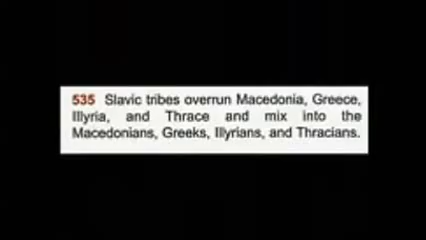 535 Slavic tribes overrun Macedonia, Greece,
Illyria, and Thrace and mix into the
Macedonians, Greeks, Illyrians, and Thracians.